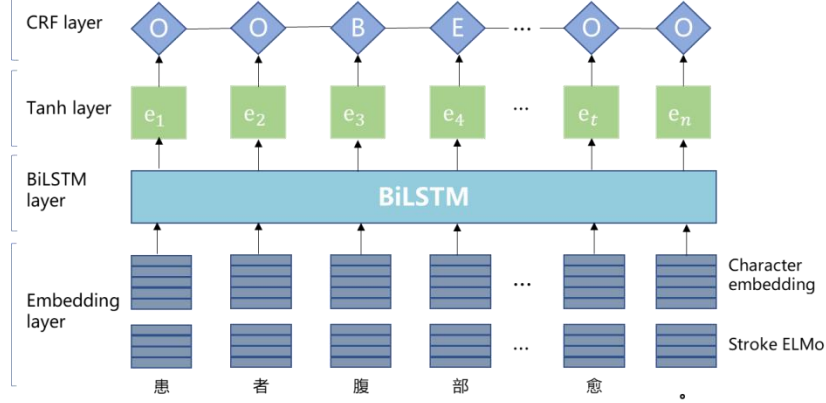 CRF layer O O B E ... O O
Tanh layer e₁ e₂ e₃ e₄ ... eₜ eₙ
BiLSTM
layer
BiLSTM
Embedding
layer
...
Character
embedding
... Stroke ELMo
患 者 腹 部 愈 。